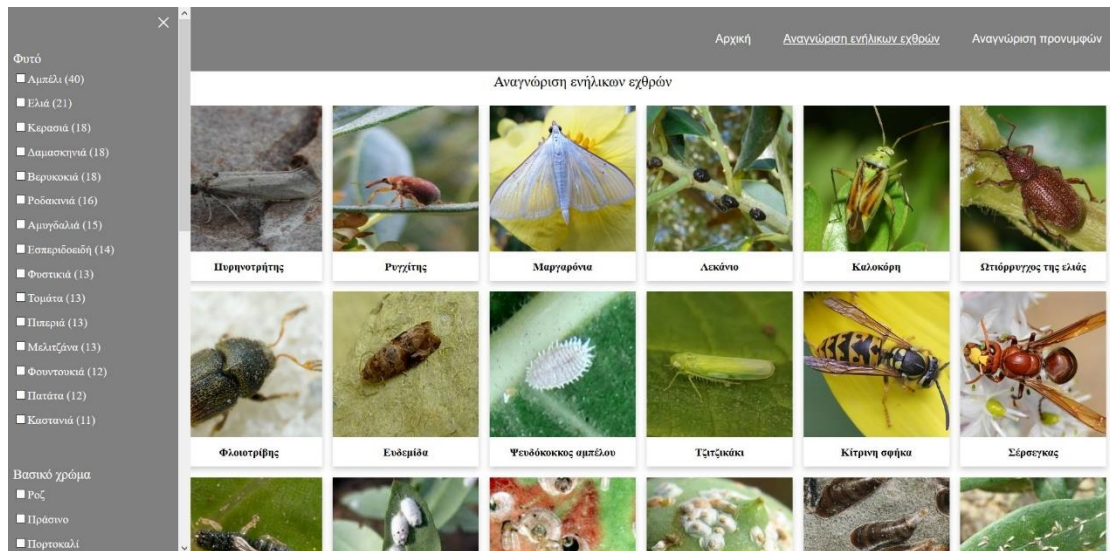 Αρχική Αναγνώριση ενήλικων εχθρών Αναγνώριση προνυμφών
Φυτό
Αμπέλι (40)
Ελιά (21)
Κερασιά (18)
Δαμασκηνιά (18)
Βερυκοκιά (18)
Ροδακινιά (16)
Αμυγδαλιά (15)
Εσπεριδοειδή (14)
Φυστικιά (13)
Τομάτα (13)
Πιπεριά (13)
Μελιτζάνα (13)
Φουντουκιά (12)
Πατάτα (12)
Καστανιά (11)
Βασικό χρώμα
Ροζ
Πράσινο
Πορτοκαλί
Αναγνώριση ενήλικων εχθρών
Πυρηνοτρήτης Ρυγχίτης Μαργαρόνια Λεκάνιο Καλοκόρη Ωτιόρρυγχος της ελιάς
Φλοιοτρίβης Ευδεμίδα Ψευδόκοκκος αμπέλου Τζιτζικάκι Κίτρινη σφήκα Σέρσεγκας